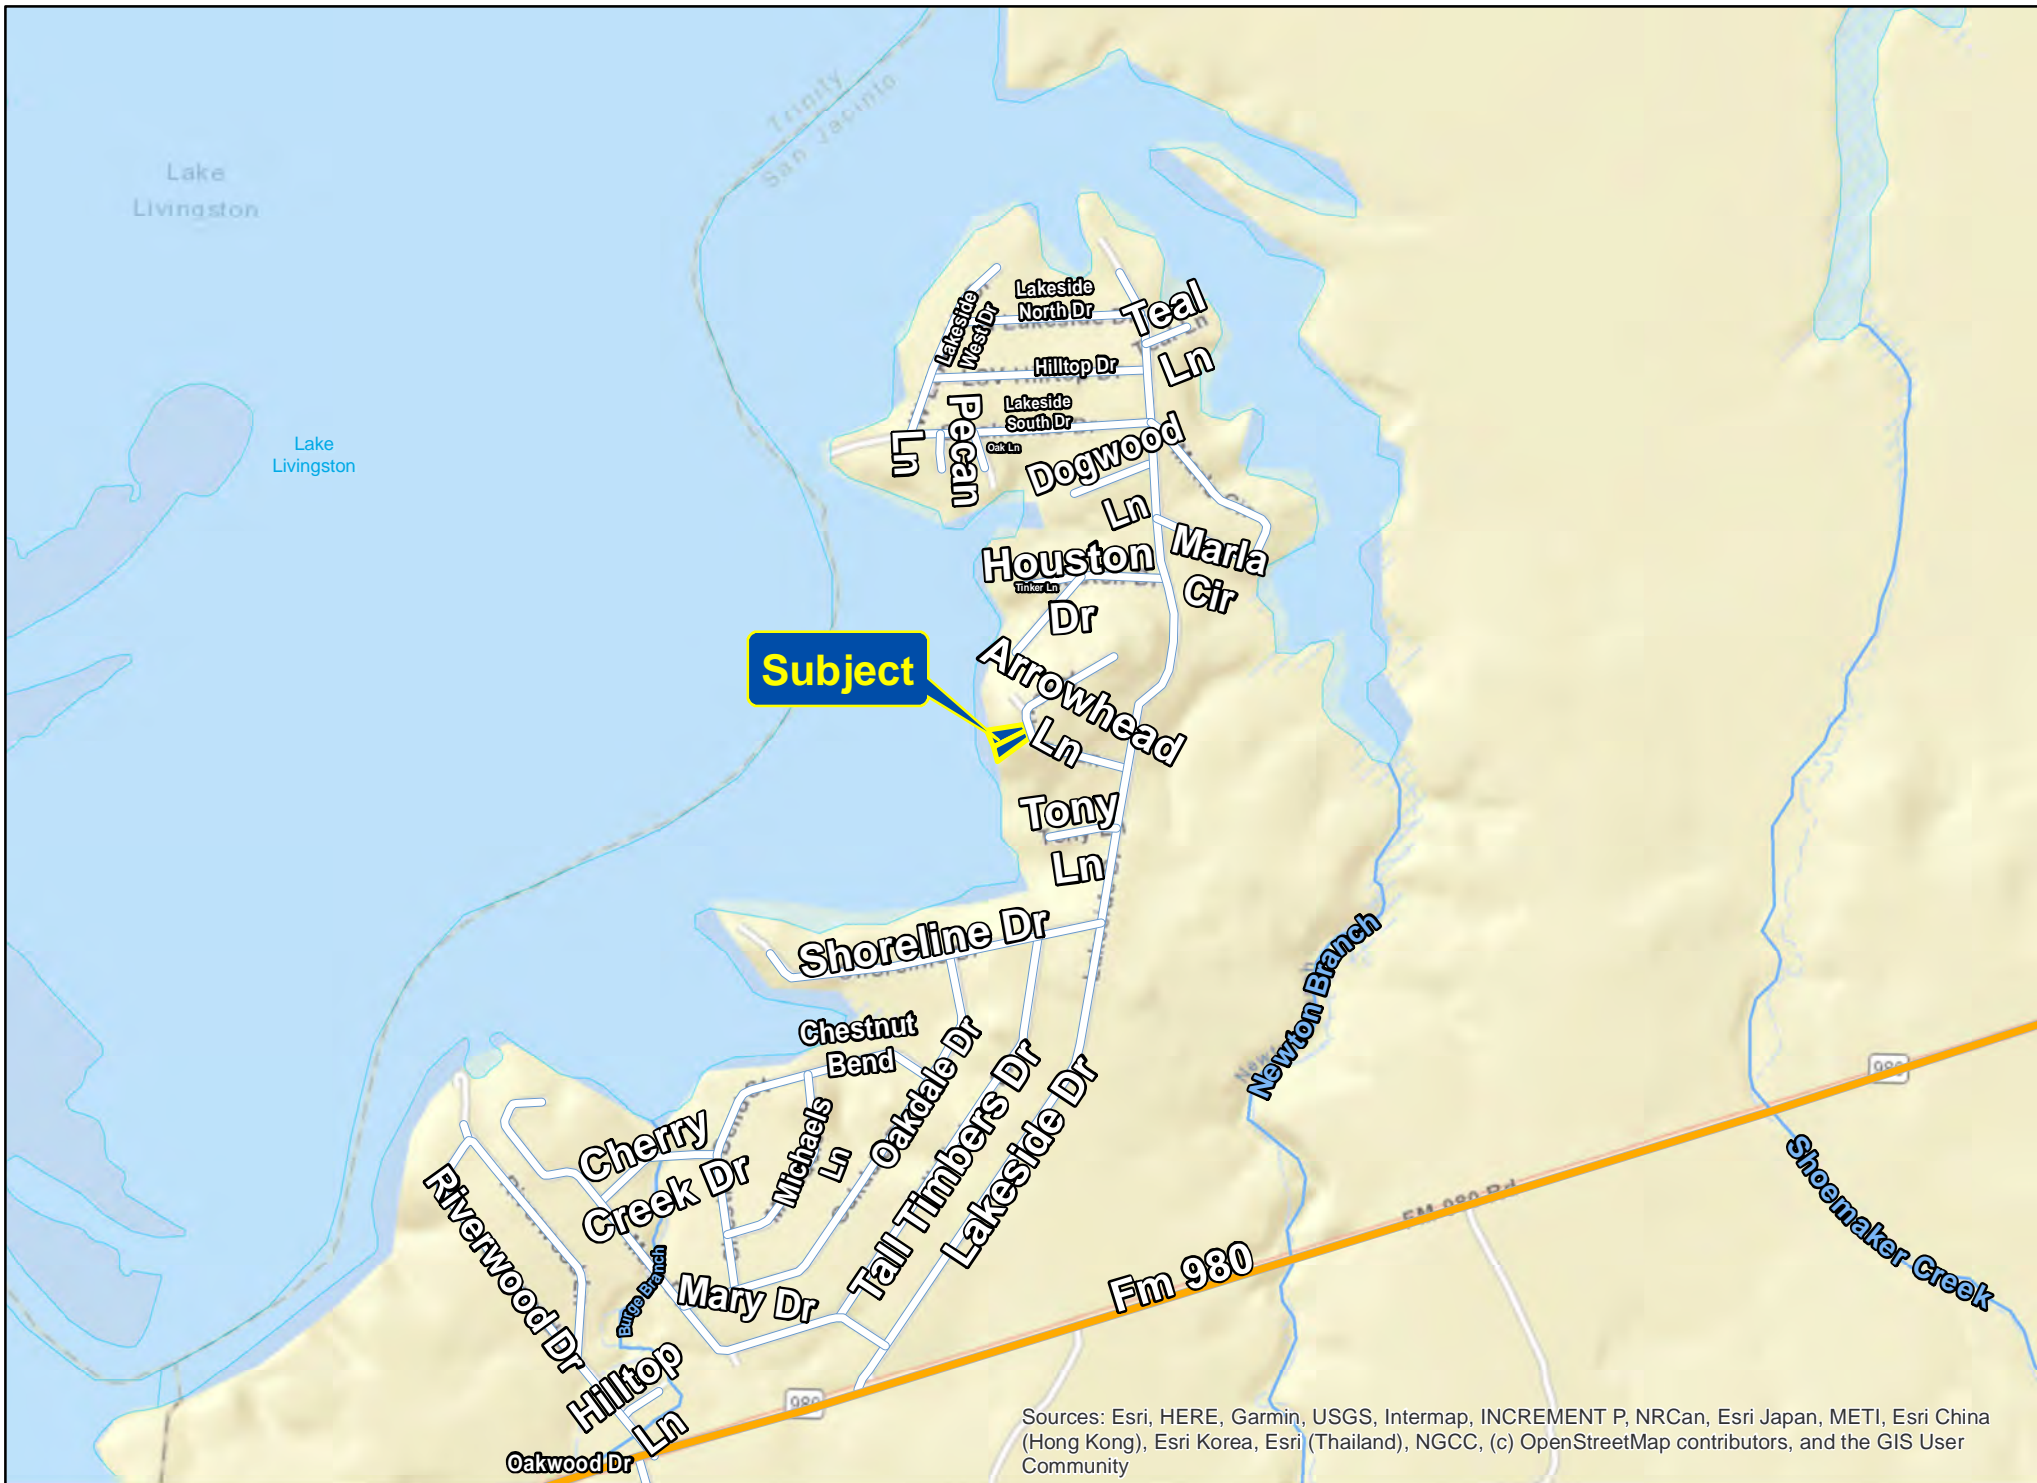 Trinity
San Jacinto
Lake
Livingston
Lakeside
North Dr
Teal
Ln
Lakeside
West Dr
Hilltop Dr
Lakeside
South Dr
Pecan
Ln
Oak Ln
Dogwood
Ln
Lake
Livingston
Houston
Dr
Tinker Ln
Marla
Cir
Subject
Arrowhead
Ln
Tony
Ln
Shoreline Dr
Newton Branch
Chestnut
Bend
Oakdale Dr
Tall Timbers Dr
Lakeside Dr
980
Cherry
Creek Dr
Michaels
Ln
Riverwood Dr
Burge Branch
Mary Dr
FM 980 Rd
Fm 980
Shoemaker Creek
Hilltop
Ln
980
Oakwood Dr
Sources: Esri, HERE, Garmin, USGS, Intermap, INCREMENT P, NRCan, Esri Japan, METI, Esri China
(Hong Kong), Esri Korea, Esri (Thailand), NGCC, (c) OpenStreetMap contributors, and the GIS User
Community